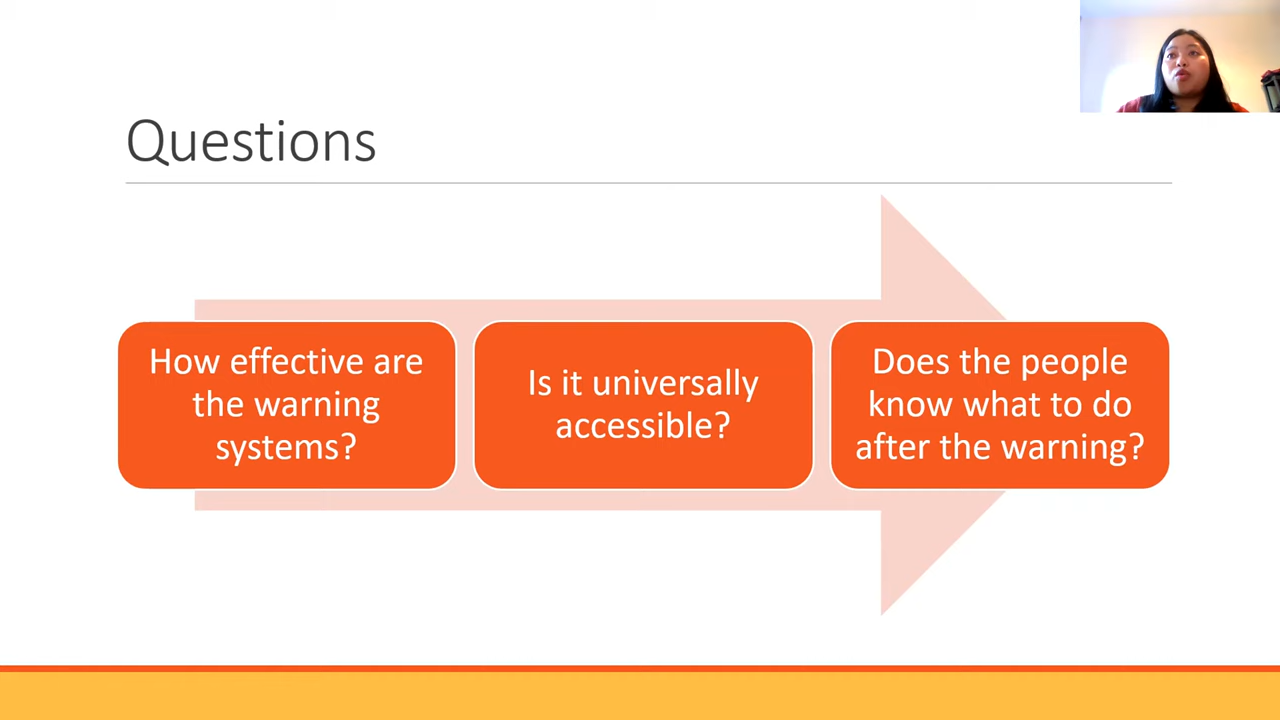 Questions
How effective are
the warning
systems?
Is it universally
accessible?
Does the people
know what to do
after the warning?